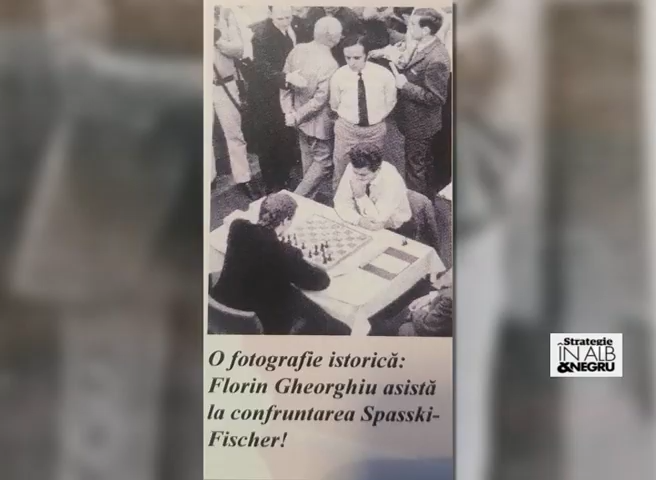 O fotografie istorică:
Florin Gheorghiu asistă
la confruntarea Spasski-
Fischer!
Strategie
ÎN ALB
&NEGRU